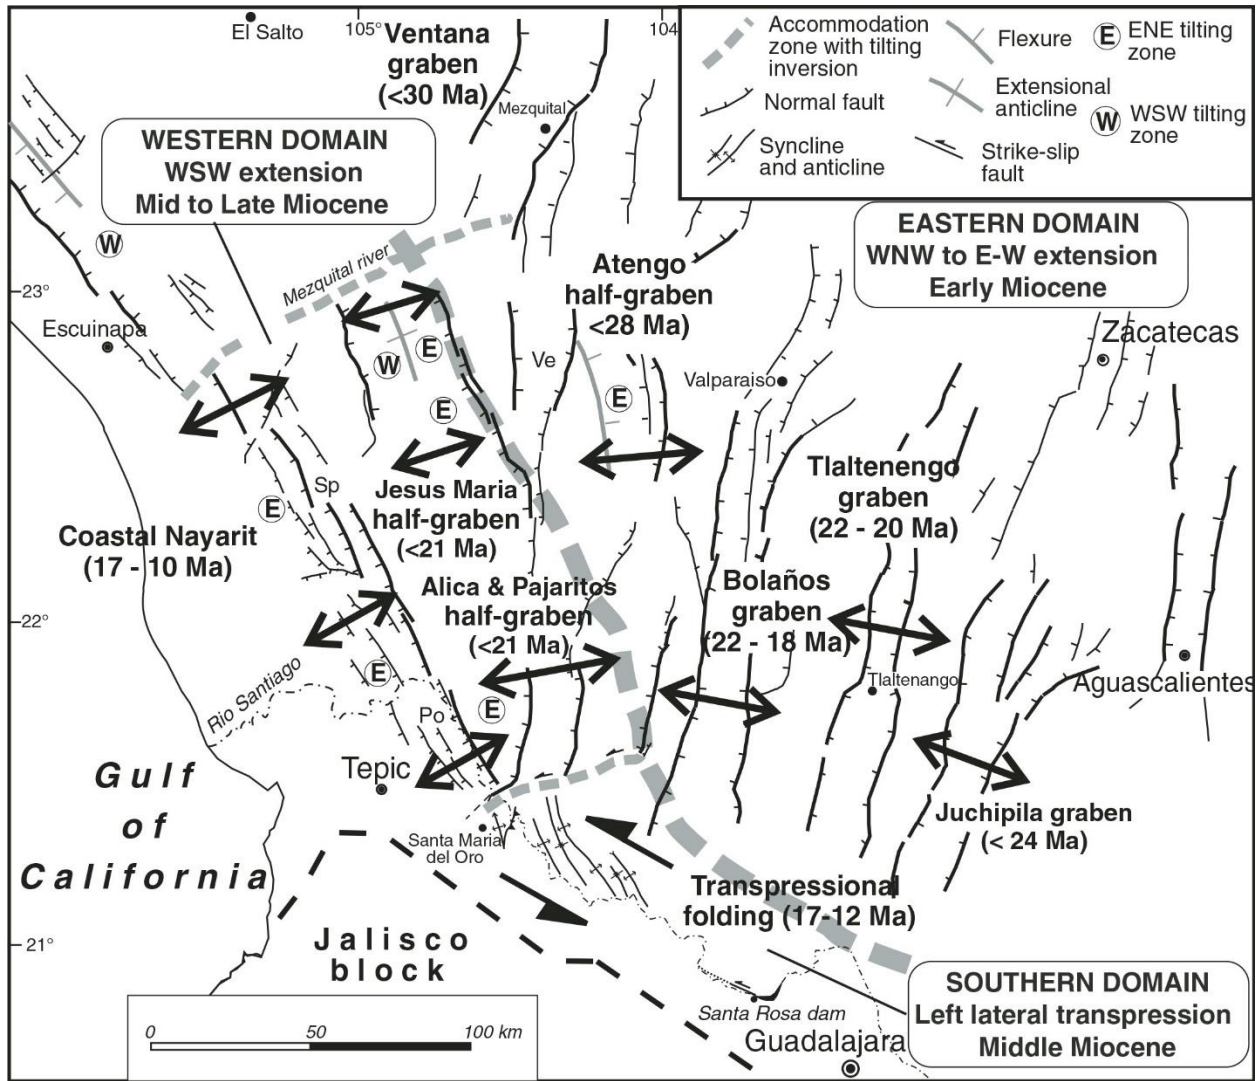 El Salto
105°
104
Ventana
graben
(<30 Ma)
Mezquital
Accommodation
zone with tilting
inversion
Normal fault
Syncline
and anticline
Flexure
Extensional
anticline
Strike-slip
fault
E
ENE tilting
zone
W
WSW tilting
zone
WESTERN DOMAIN
WSW extension
Mid to Late Miocene
EASTERN DOMAIN
WNW to E-W extension
Early Miocene
W
Mezquital river
23°
Escuinapa
Atengo
half-graben
<28 Ma)
Zacatecas
W
E
E
Ve
E
Valparaiso
Sp
E
Coastal Nayarit
(17 - 10 Ma)
Jesus Maria
half-graben
(<21 Ma)
Tlaltenengo
graben
(22 - 20 Ma)
Alica & Pajaritos
half-graben
(<21 Ma)
Bolaños
graben
(22 - 18 Ma)
22°
Rio Santiago
E
Po
E
Tlaltenango
Aguascalientes
Tepic
Gulf
of
California
Santa Maria
del Oro
Juchipila graben
(< 24 Ma)
Transpressional
folding (17-12 Ma)
21°
Jalisco
block
SOUTHERN DOMAIN
Left lateral transpression
Middle Miocene
Santa Rosa dam
Guadalajara
0 50 100 km